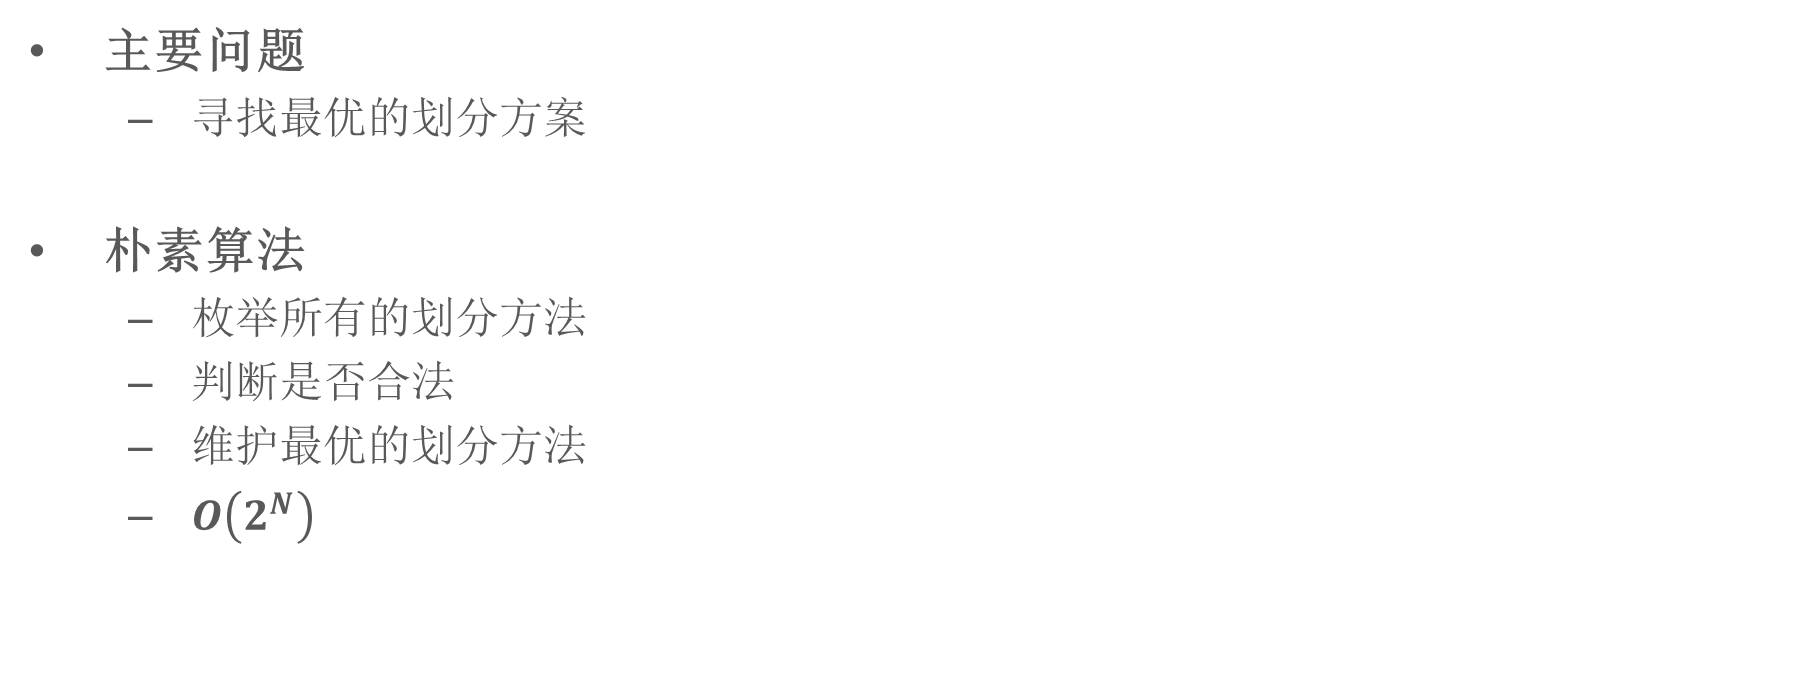 • 主要问题
– 寻找最优的划分方案
• 朴素算法
– 枚举所有的划分方法
– 判断是否合法
– 维护最优的划分方法
– O(2^N)